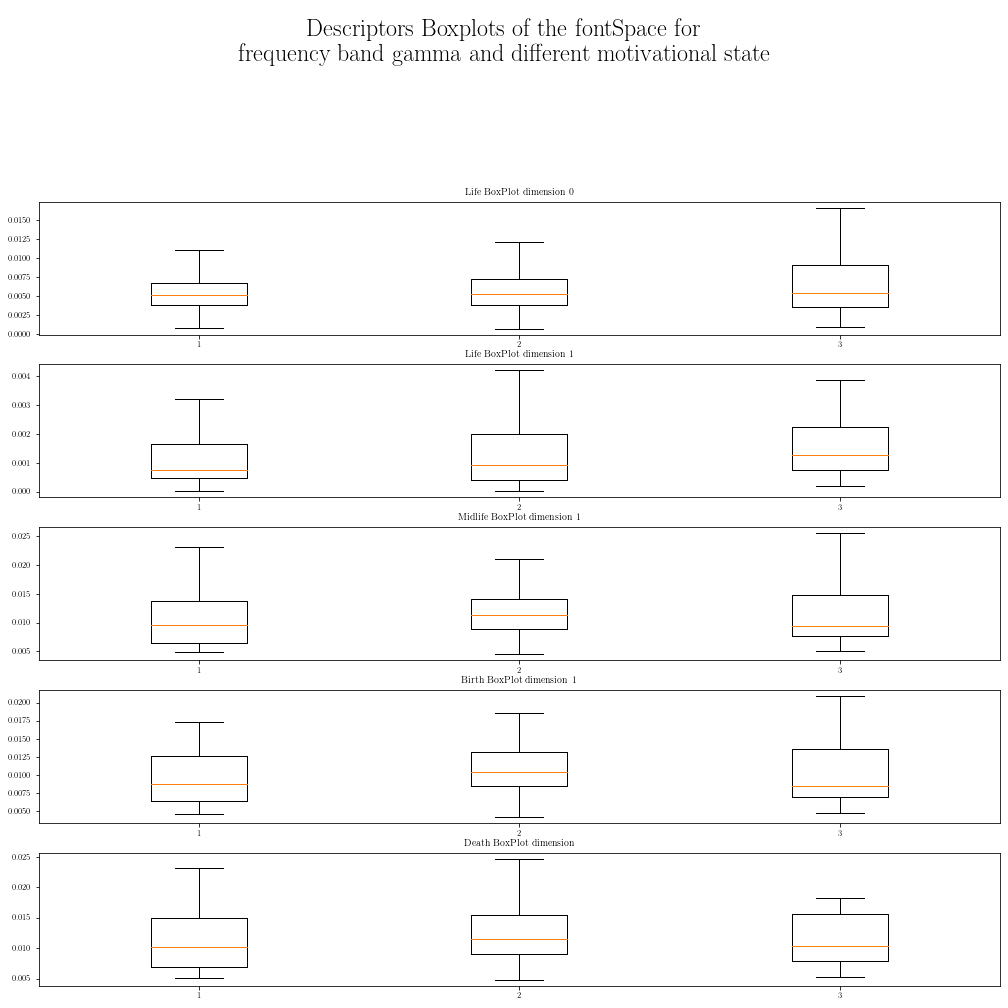 Descriptors Boxplots of the fontSpace for
frequency band gamma and different motivational state
Life BoxPlot dimension 0
0.0150
0.0125
0.0100
0.0075
0.0050
0.0025
0.0000
1 2 3
Life BoxPlot dimension 1
0.004
0.003
0.002
0.001
0.000
1 2 3
Midlife BoxPlot dimension 1
0.025
0.020
0.015
0.010
0.005
1 2 3
Birth BoxPlot dimension 1
0.0200
0.0175
0.0150
0.0125
0.0100
0.0075
0.0050
1 2 3
Death BoxPlot dimension
0.025
0.020
0.015
0.010
0.005
1 2 3